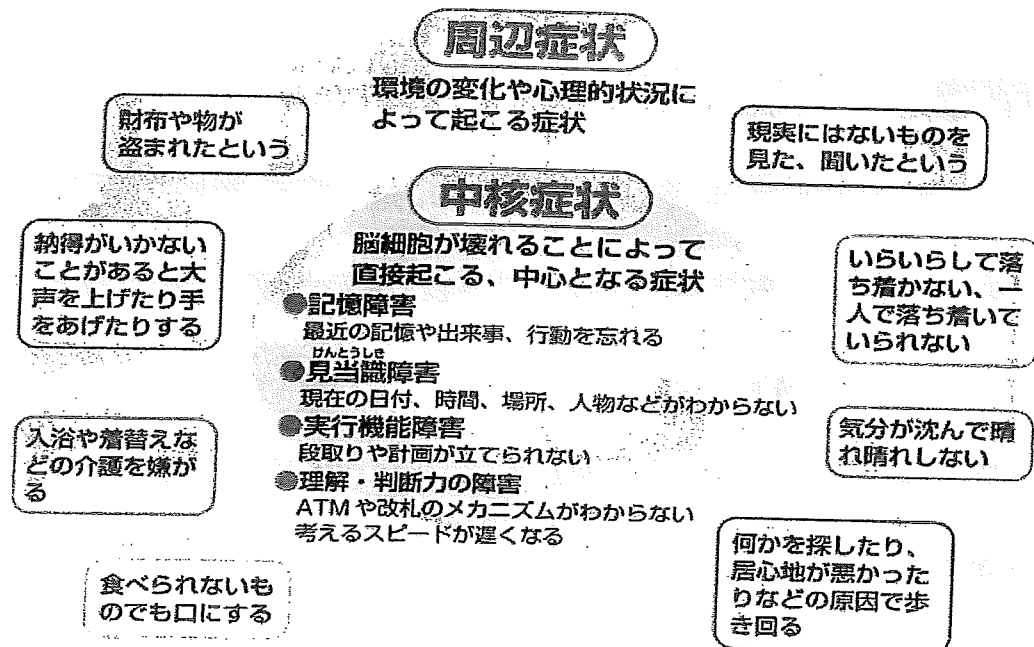 周辺症状
環境の変化や心理的状況に
よって起こる症状
財布や物が
盗まれたという
現実にはないものを
見た、聞いたという
中核症状
脳細胞が壊れることによって
直接起こる、中心となる症状
●記憶障害
最近の記憶や出来事、行動を忘れる
けんとうしき
●見当識障害
現在の日付、時間、場所、人物などがわからない
●実行機能障害
段取りや計画が立てられない
●理解・判断力の障害
ATMや改札のメカニズムがわからない
考えるスピードが遅くなる
納得がいかない
ことがあると大
声を上げたり手
をあげたりする
いらいらして落
ち着かない、一
人で落ち着いて
いられない
入浴や着替えな
どの介護を嫌が
る
気分が沈んで晴
れ晴れしない
食べられないも
のでも口にする
何かを探したり、
居心地が悪かった
りなどの原因で歩
き回る